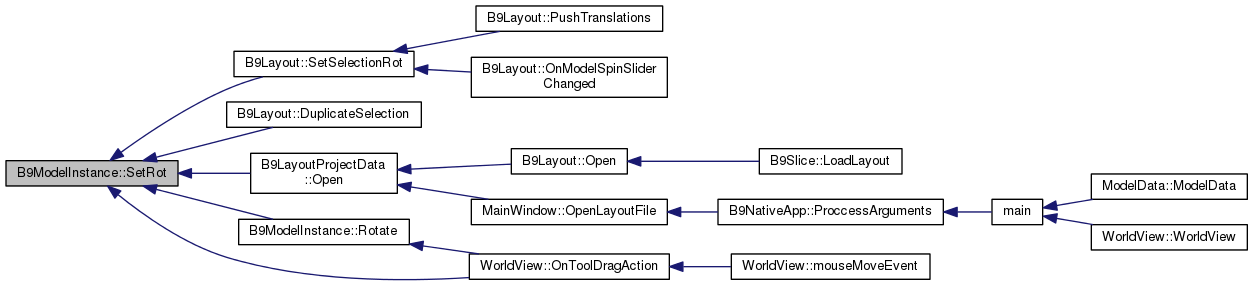 B9Layout::PushTranslations
B9Layout::SetSelectionRot
B9Layout::OnModelSpinSlider
Changed
B9Layout::DuplicateSelection
B9ModelInstance::SetRot
B9LayoutProjectData
::Open
B9Layout::Open
B9Slice::LoadLayout
MainWindow::OpenLayoutFile
B9NativeApp::ProccessArguments
main
ModelData::ModelData
WorldView::WorldView
B9ModelInstance::Rotate
WorldView::OnToolDragAction
WorldView::mouseMoveEvent